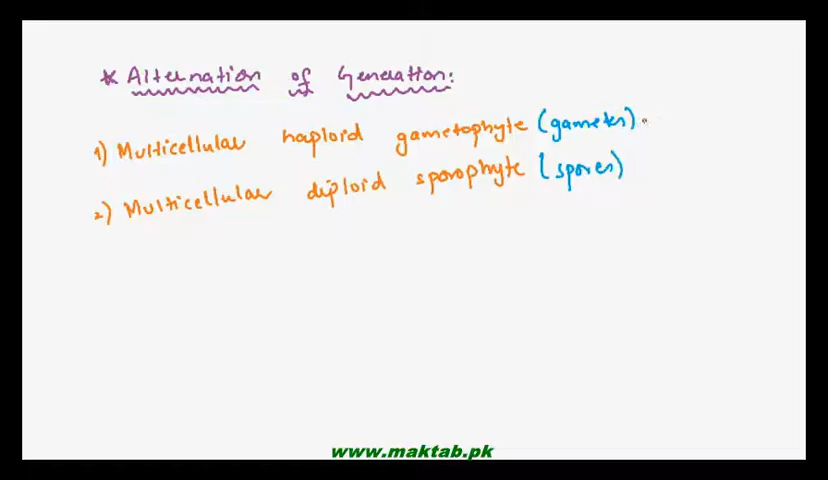 * Alternation of Generation:
1) Multicellular haploid gametophyte (gametes)
2) Multicellular diploid sporophyte (spores)
www.maktab.pk